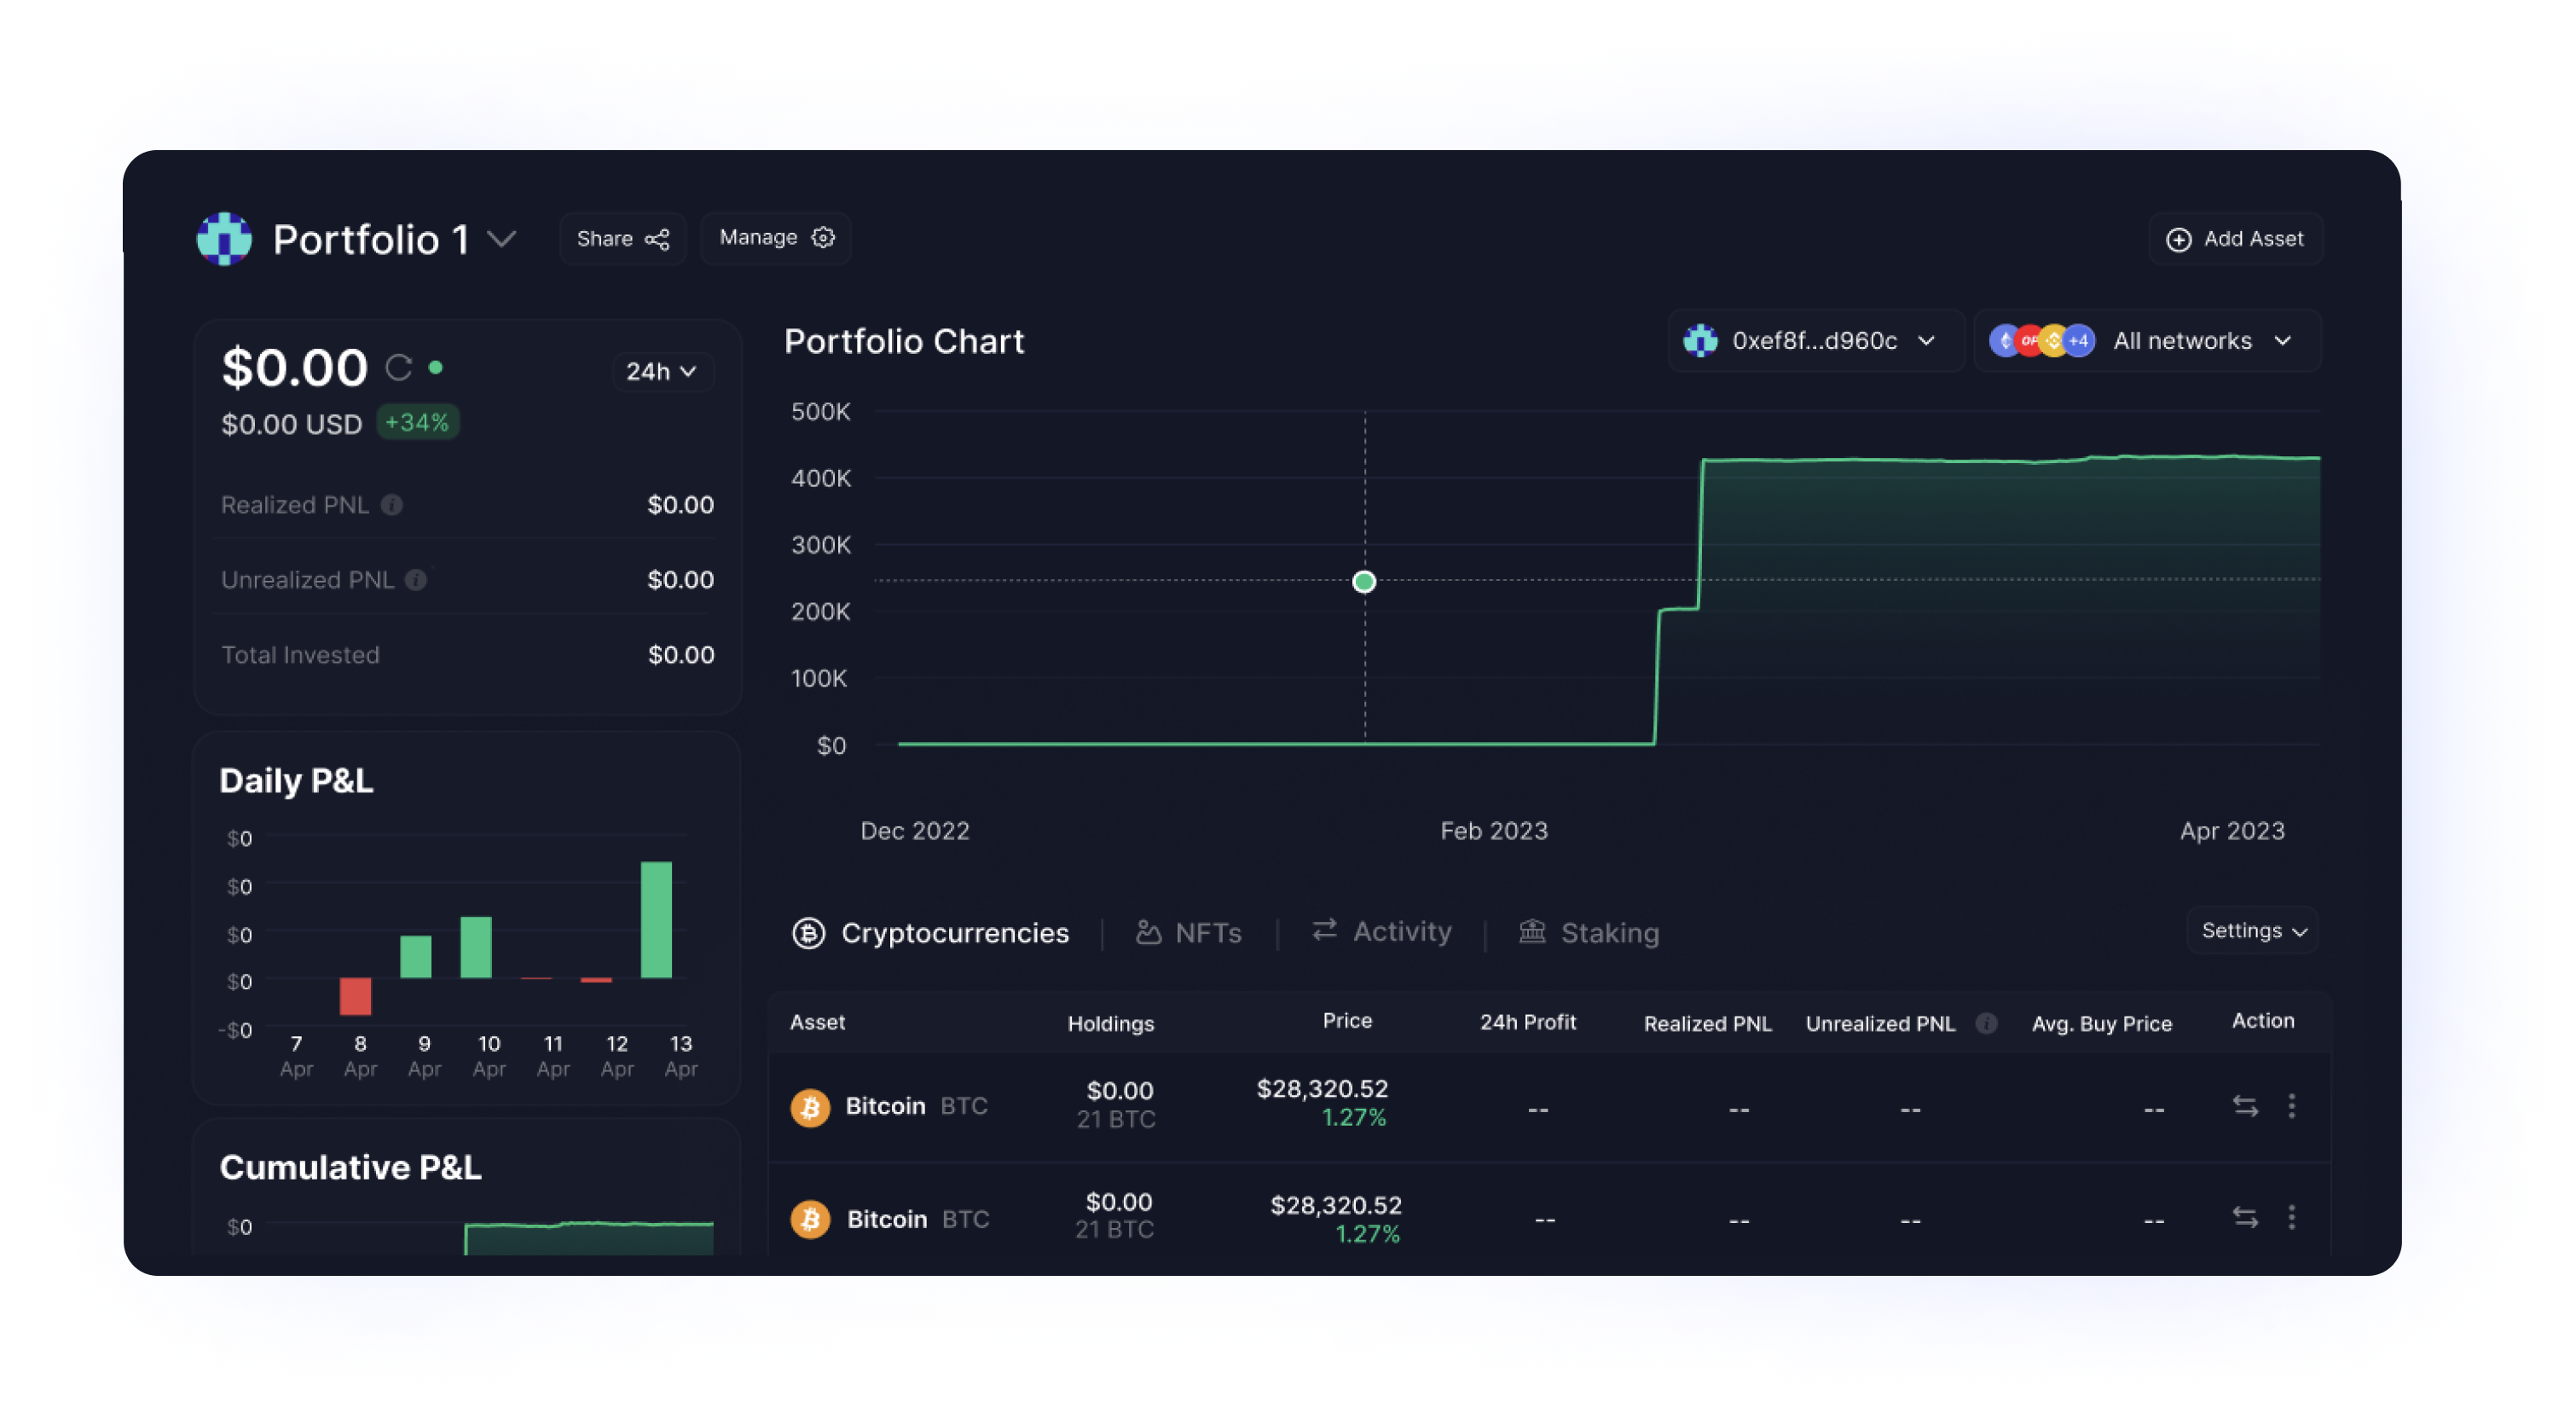 Portfolio 1
Share
Manage
Add Asset
$0.00
24h
$0.00 USD +34%
Realized PNL $0.00
Unrealized PNL $0.00
Total Invested $0.00
Portfolio Chart
0xef8f...d960c
OP
+4
All networks
500K
400K
300K
200K
100K
$0
Dec 2022 Feb 2023 Apr 2023
Daily P&L
$0
$0
$0
$0
-$0
7 8 9 10 11 12 13
Apr Apr Apr Apr Apr Apr Apr
Cumulative P&L
$0
Cryptocurrencies | NFTs | Activity | Staking
Settings
Asset Holdings Price 24h Profit Realized PNL Unrealized PNL Avg. Buy Price Action
Bitcoin BTC $0.00 $28,320.52 -- -- -- --
21 BTC 1.27%
Bitcoin BTC $0.00 $28,320.52 -- -- -- --
21 BTC 1.27%